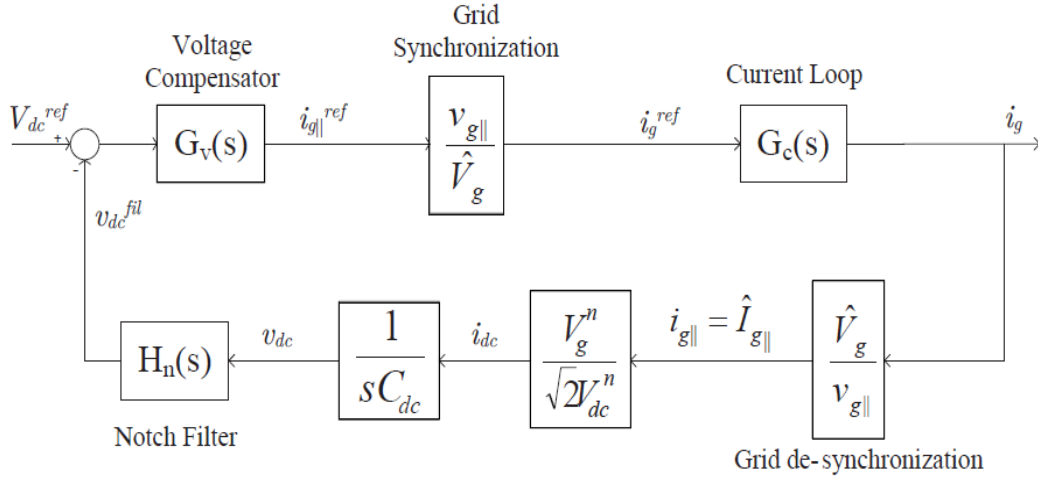 Grid
Synchronization
Voltage
Compensator
Current Loop
V_dc^ref
+
-
G_v(s)
i_g||^ref
v_g||
V̂_g
i_g^ref
G_c(s)
i_g
v_dc^fil
H_n(s)
v_dc
1
sC_dc
i_dc
V_g^n
√2V_dc^n
i_g|| = Î_g||
V̂_g
v_g||
Notch Filter
Grid de-synchronization